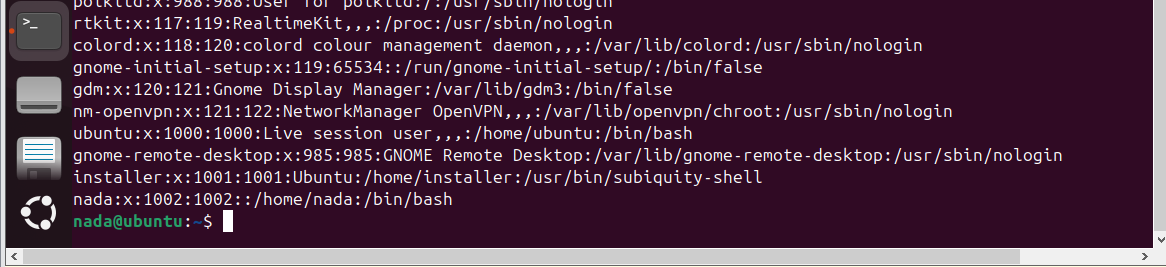 polkitd:x:988:988:User for polkitd:/:/usr/sbin/nologin
rtkit:x:117:119:RealtimeKit,,,:/proc:/usr/sbin/nologin
colord:x:118:120:colord colour management daemon,,,:/var/lib/colord:/usr/sbin/nologin
gnome-initial-setup:x:119:65534::/run/gnome-initial-setup/:/bin/false
gdm:x:120:121:Gnome Display Manager:/var/lib/gdm3:/bin/false
nm-openvpn:x:121:122:NetworkManager OpenVPN,,,:/var/lib/openvpn/chroot:/usr/sbin/nologin
ubuntu:x:1000:1000:Live session user,,,:/home/ubuntu:/bin/bash
gnome-remote-desktop:x:985:985:GNOME Remote Desktop:/var/lib/gnome-remote-desktop:/usr/sbin/nologin
installer:x:1001:1001:Ubuntu:/home/installer:/usr/bin/subiquity-shell
nada:x:1002:1002::/home/nada:/bin/bash
nada@ubuntu:~$